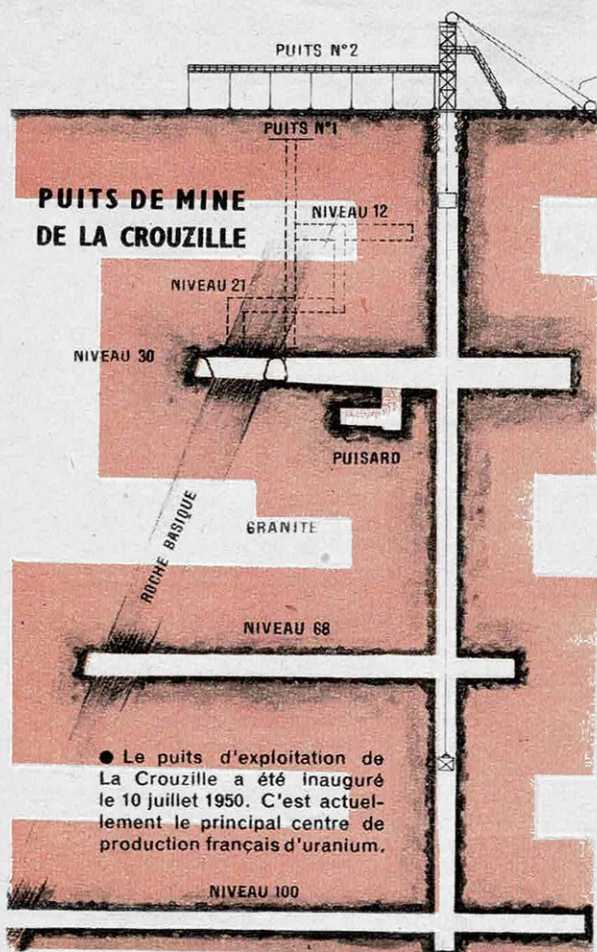 PUITS N°2
PUITS N°1
PUITS DE MINE
DE LA CROUZILLE
NIVEAU 12
NIVEAU 21
NIVEAU 30
PUISARD
GRANITE
ROCHE BASIQUE
NIVEAU 68
● Le puits d'exploitation de
La Crouzille a été inauguré
le 10 juillet 1950. C'est actuel-
lement le principal centre de
production français d'uranium.
NIVEAU 100